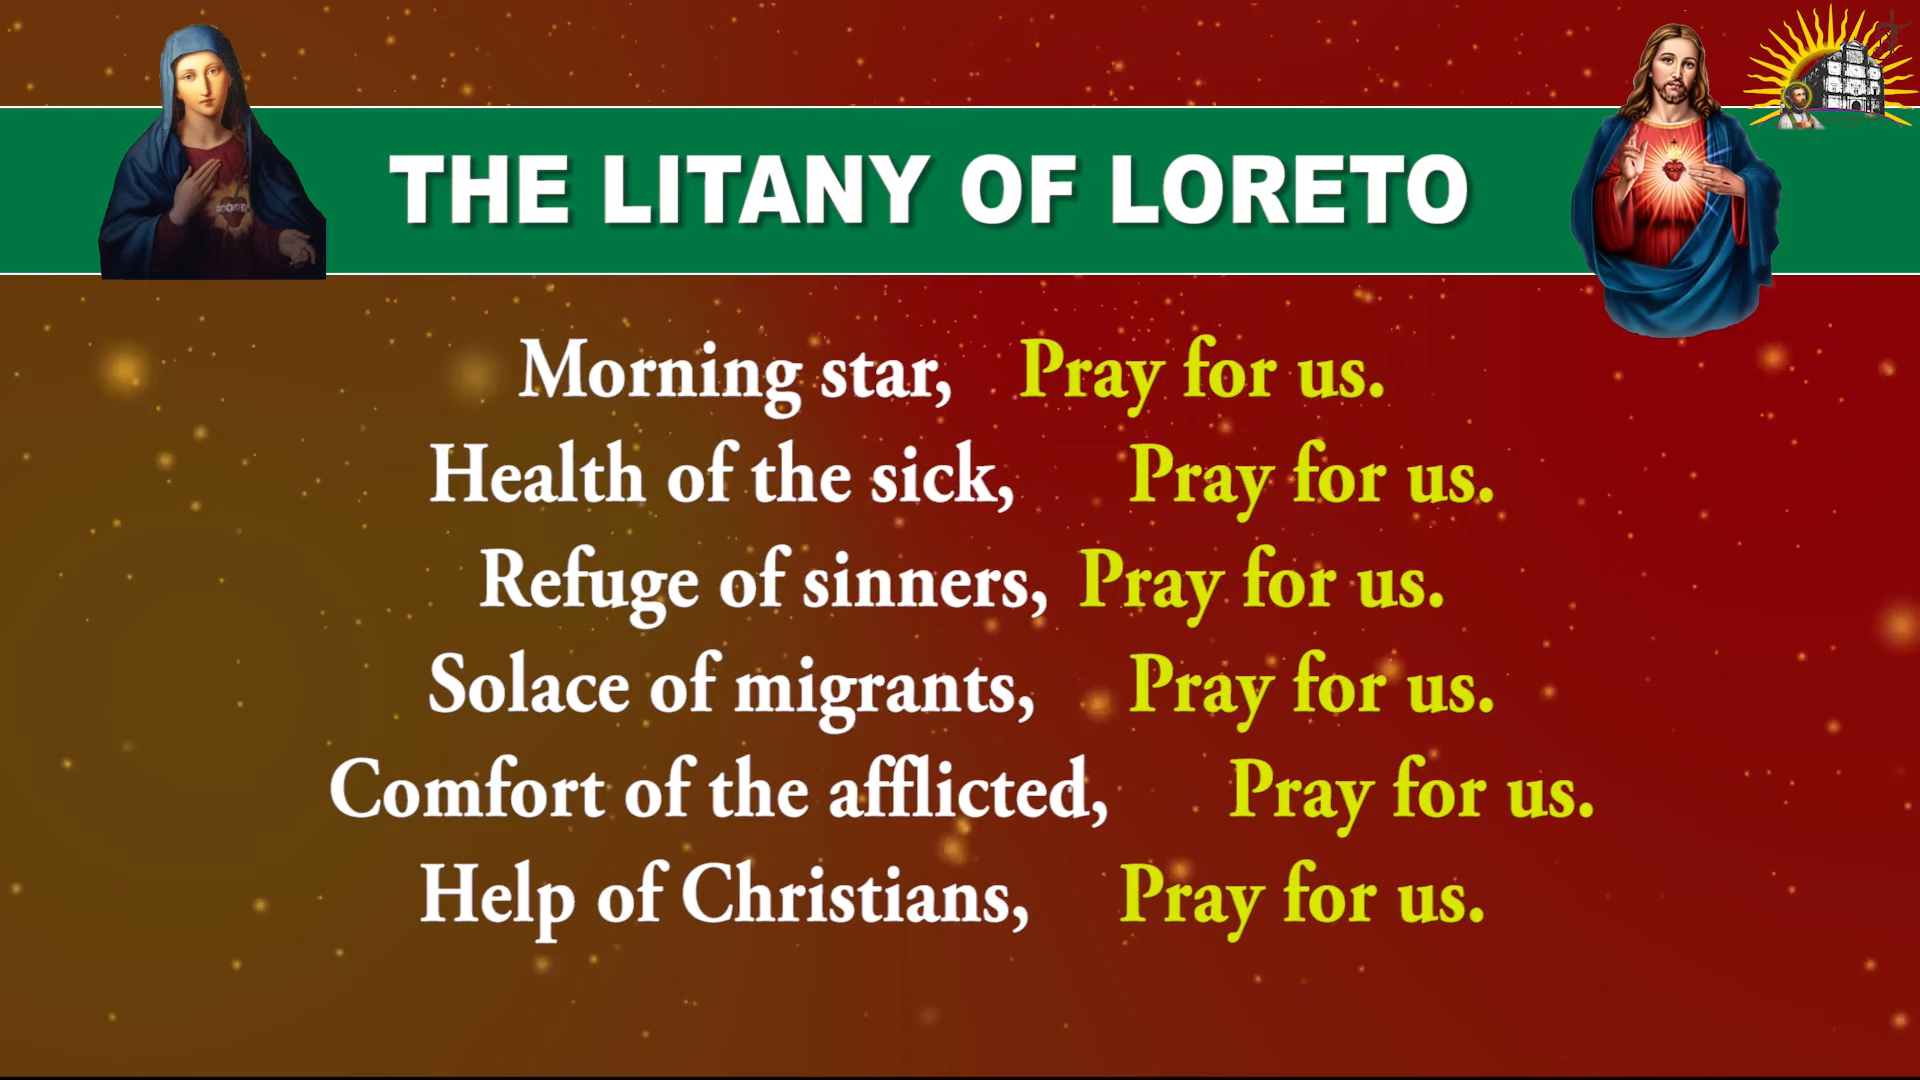 THE LITANY OF LORETO
Morning star, Pray for us.
Health of the sick, Pray for us.
Refuge of sinners, Pray for us.
Solace of migrants, Pray for us.
Comfort of the afflicted, Pray for us.
Help of Christians, Pray for us.